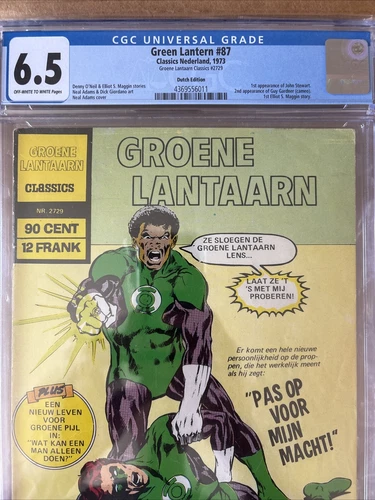 CGC UNIVERSAL GRADE
6.5
OFF-WHITE TO WHITE Pages
Green Lantern #87
Classics Nederland, 1973
Groene Lantaarn Classics #2729
Dutch Edition
Denny O'Neil & Elliot S. Maggin stories
Neal Adams & Dick Giordano art
Neal Adams cover
4369556011
1st appearance of John Stewart.
2nd appearance of Guy Gardner (cameo).
1st Elliot S. Maggin story.
GROENE
LANTAARN
CLASSICS
NR. 2729
90 CENT
12 FRANK
GROENE
LANTAARN
ZE SLOEGEN DE
GROENE LANTAARN
LENS...
LAAT ZE 'T
'S MET MIJ
PROBEREN!
Er komt een hele nieuwe
persoonlijkheid op de prop-
pen, die het werkelijk meent
als hij zegt:
"PAS OP
VOOR
MIJN
MACHT!"
PLUS
EEN
NIEUW LEVEN
VOOR
GROENE PIJL
IN:
"WAT KAN EEN
MAN ALLEEN
DOEN?"